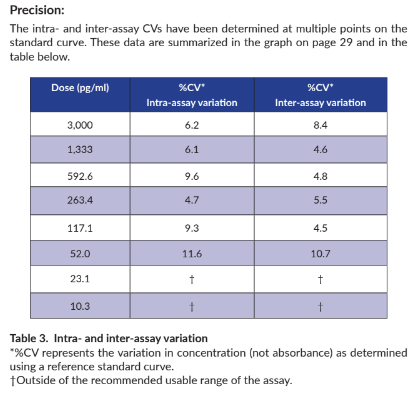 Precision:
The intra- and inter-assay CVs have been determined at multiple points on the
standard curve. These data are summarized in the graph on page 29 and in the
table below.
Dose (pg/ml) %CV* Intra-assay variation %CV* Inter-assay variation
3,000 6.2 8.4
1,333 6.1 4.6
592.6 9.6 4.8
263.4 4.7 5.5
117.1 9.3 4.5
52.0 11.6 10.7
23.1 † †
10.3 † †
Table 3. Intra- and inter-assay variation
*%CV represents the variation in concentration (not absorbance) as determined
using a reference standard curve.
†Outside of the recommended usable range of the assay.